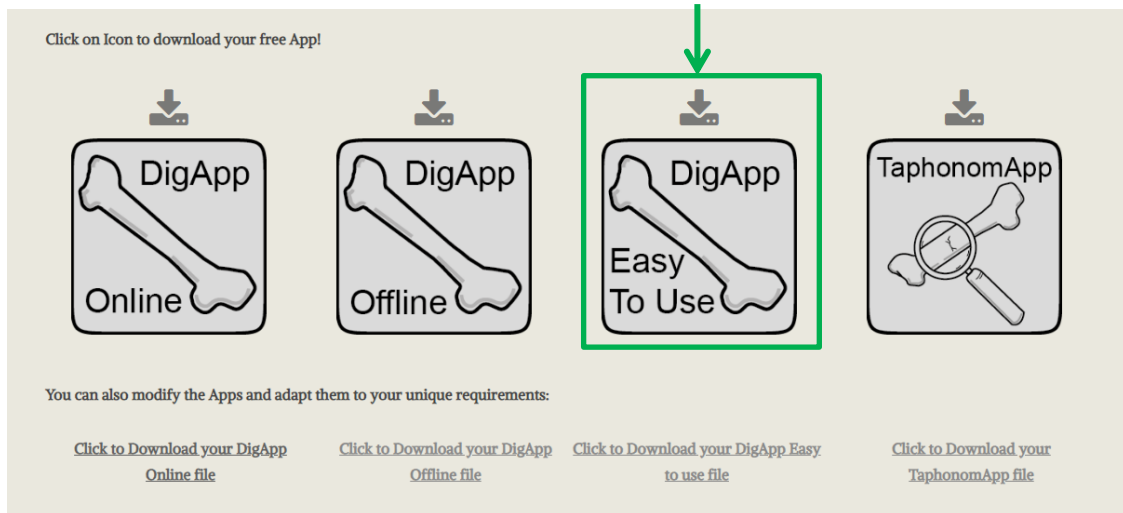 Click on Icon to download your free App!
DigApp
Online
DigApp
Offline
DigApp
Easy
To Use
TaphonomApp
You can also modify the Apps and adapt them to your unique requirements:
Click to Download your DigApp
Online file
Click to Download your DigApp
Offline file
Click to Download your DigApp Easy
to use file
Click to Download your
TaphonomApp file